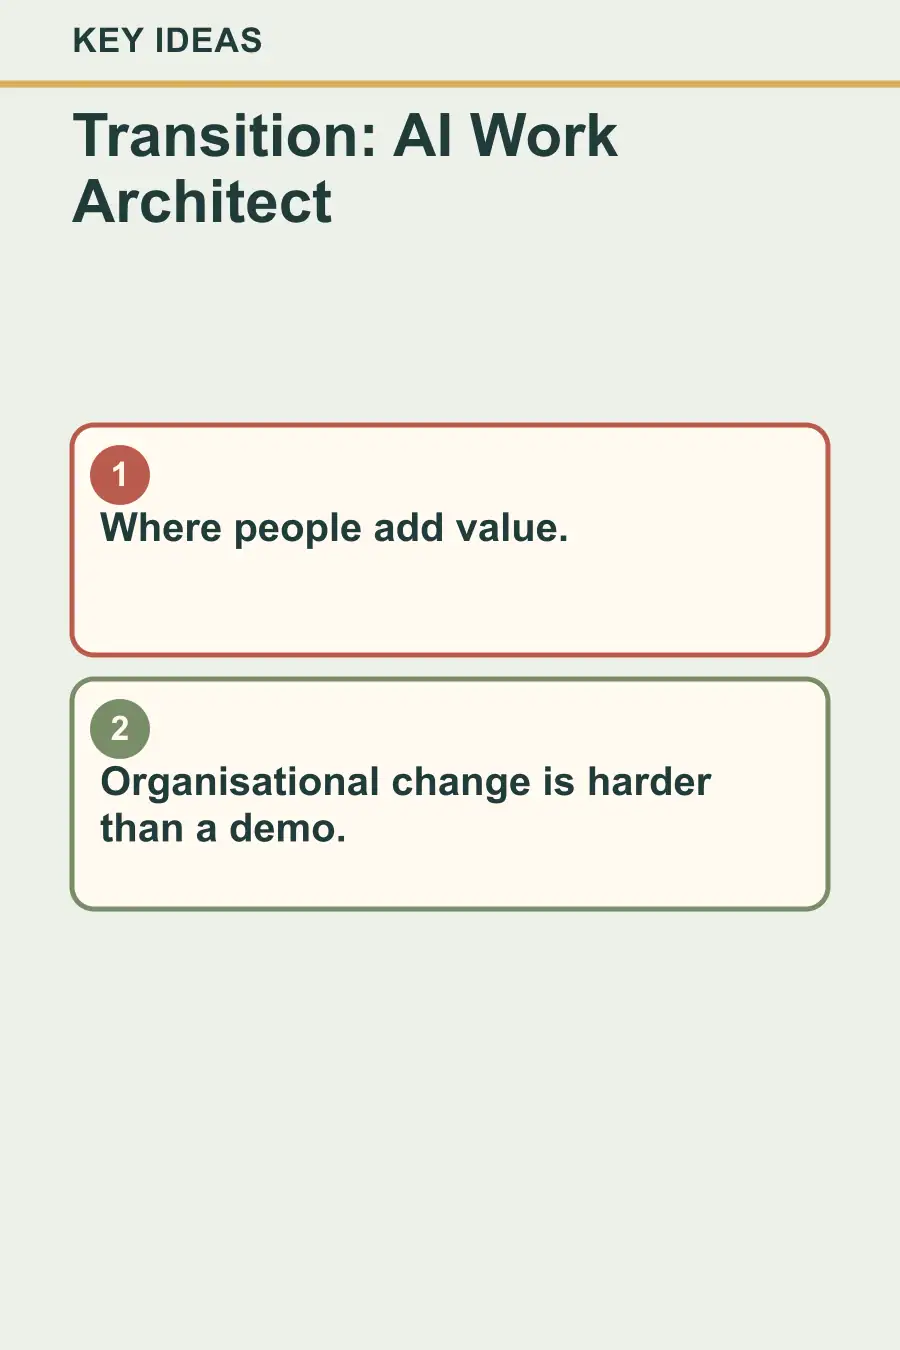 KEY IDEAS
Transition: AI Work
Architect
1
Where people add value.
2
Organisational change is harder
than a demo.